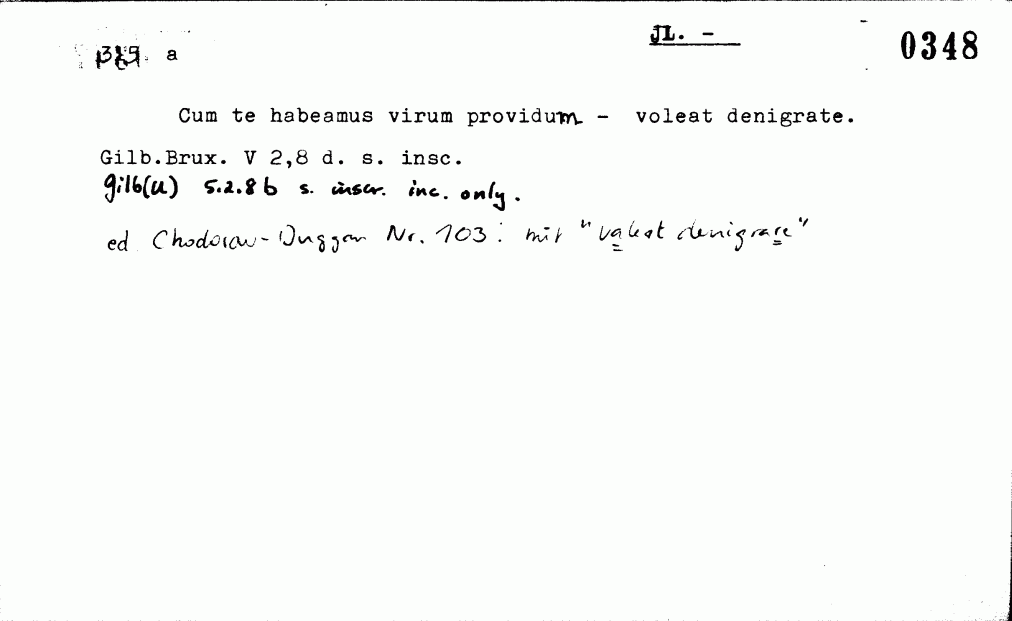 JL. -
0348
a
Cum te habeamus virum providum - voleat denigrate.
Gilb.Brux. V 2,8 d. s. insc.
Gilb(u) 5.2.8 b s. inscr. inc. only.
ed Chodorow-Duggan Nr. 103: mit "valeat denigrare"